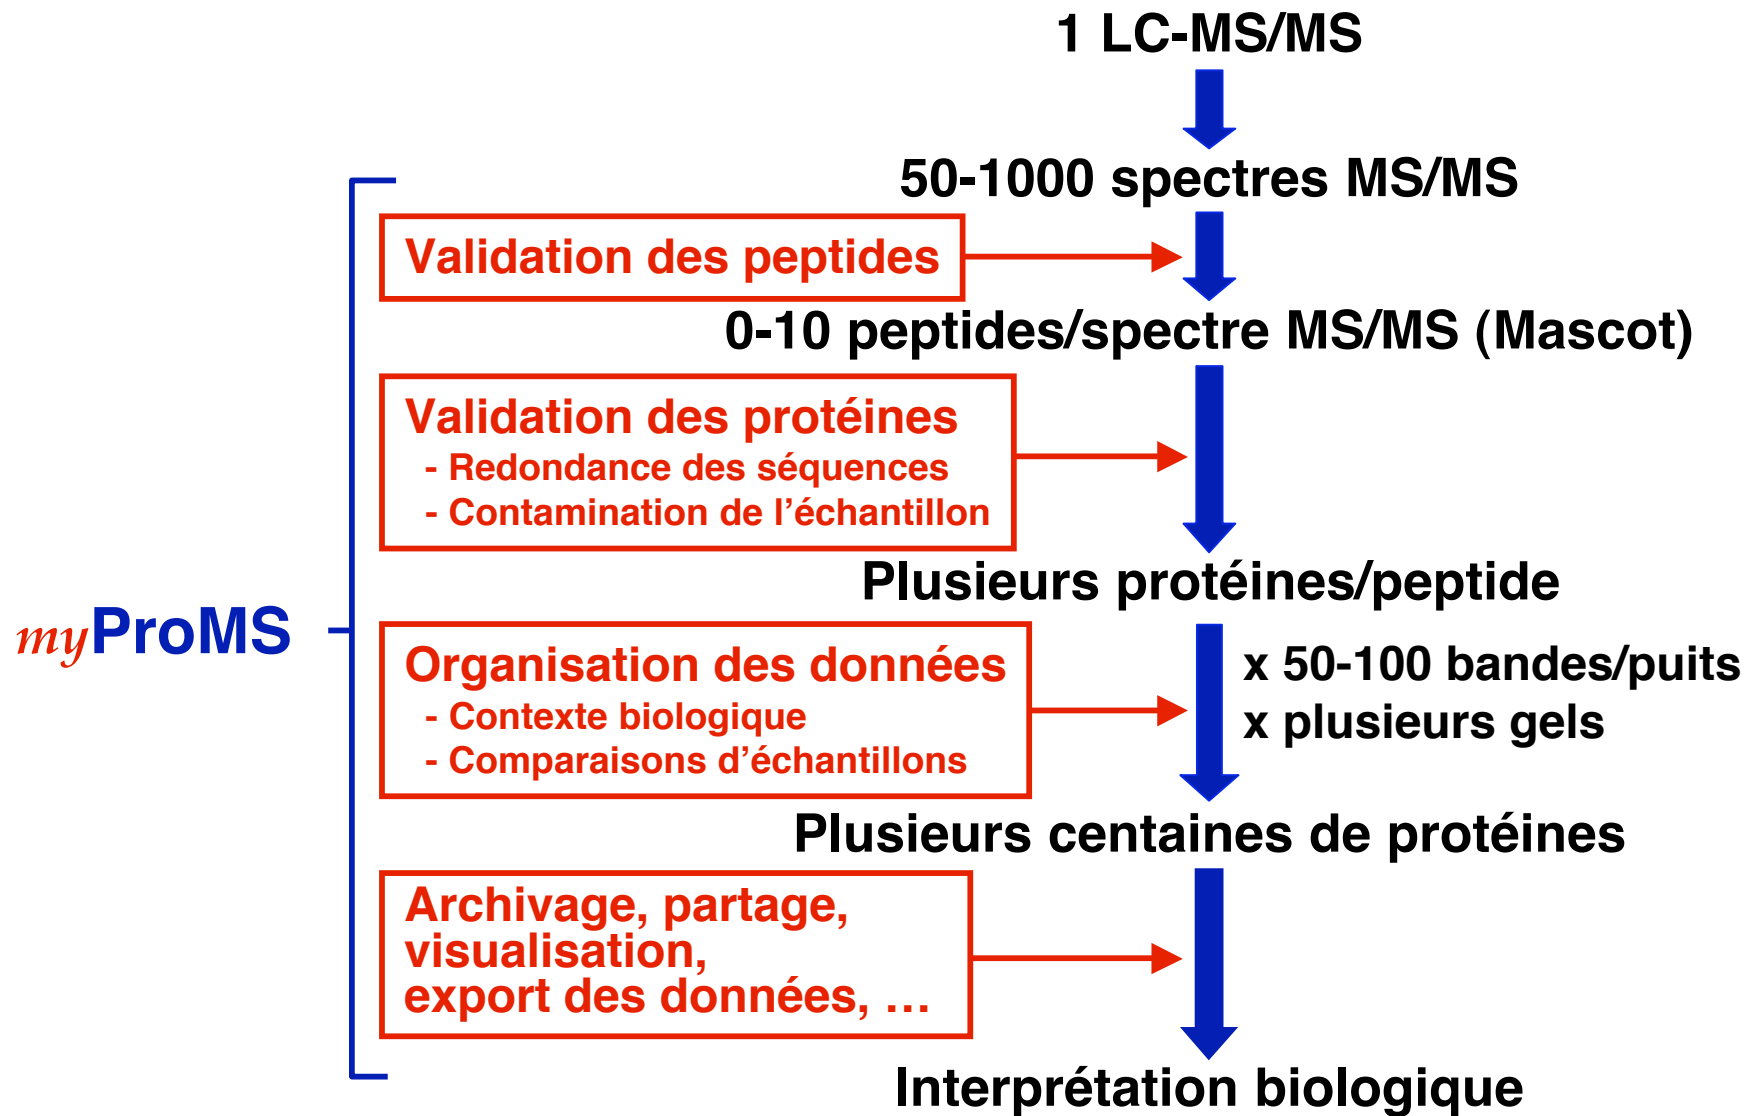 1 LC-MS/MS
50-1000 spectres MS/MS
Validation des peptides
0-10 peptides/spectre MS/MS (Mascot)
Validation des protéines
- Redondance des séquences
- Contamination de l’échantillon
Plusieurs protéines/peptide
myProMS
Organisation des données
- Contexte biologique
- Comparaisons d’échantillons
x 50-100 bandes/puits
x plusieurs gels
Plusieurs centaines de protéines
Archivage, partage,
visualisation,
export des données, …
Interprétation biologique